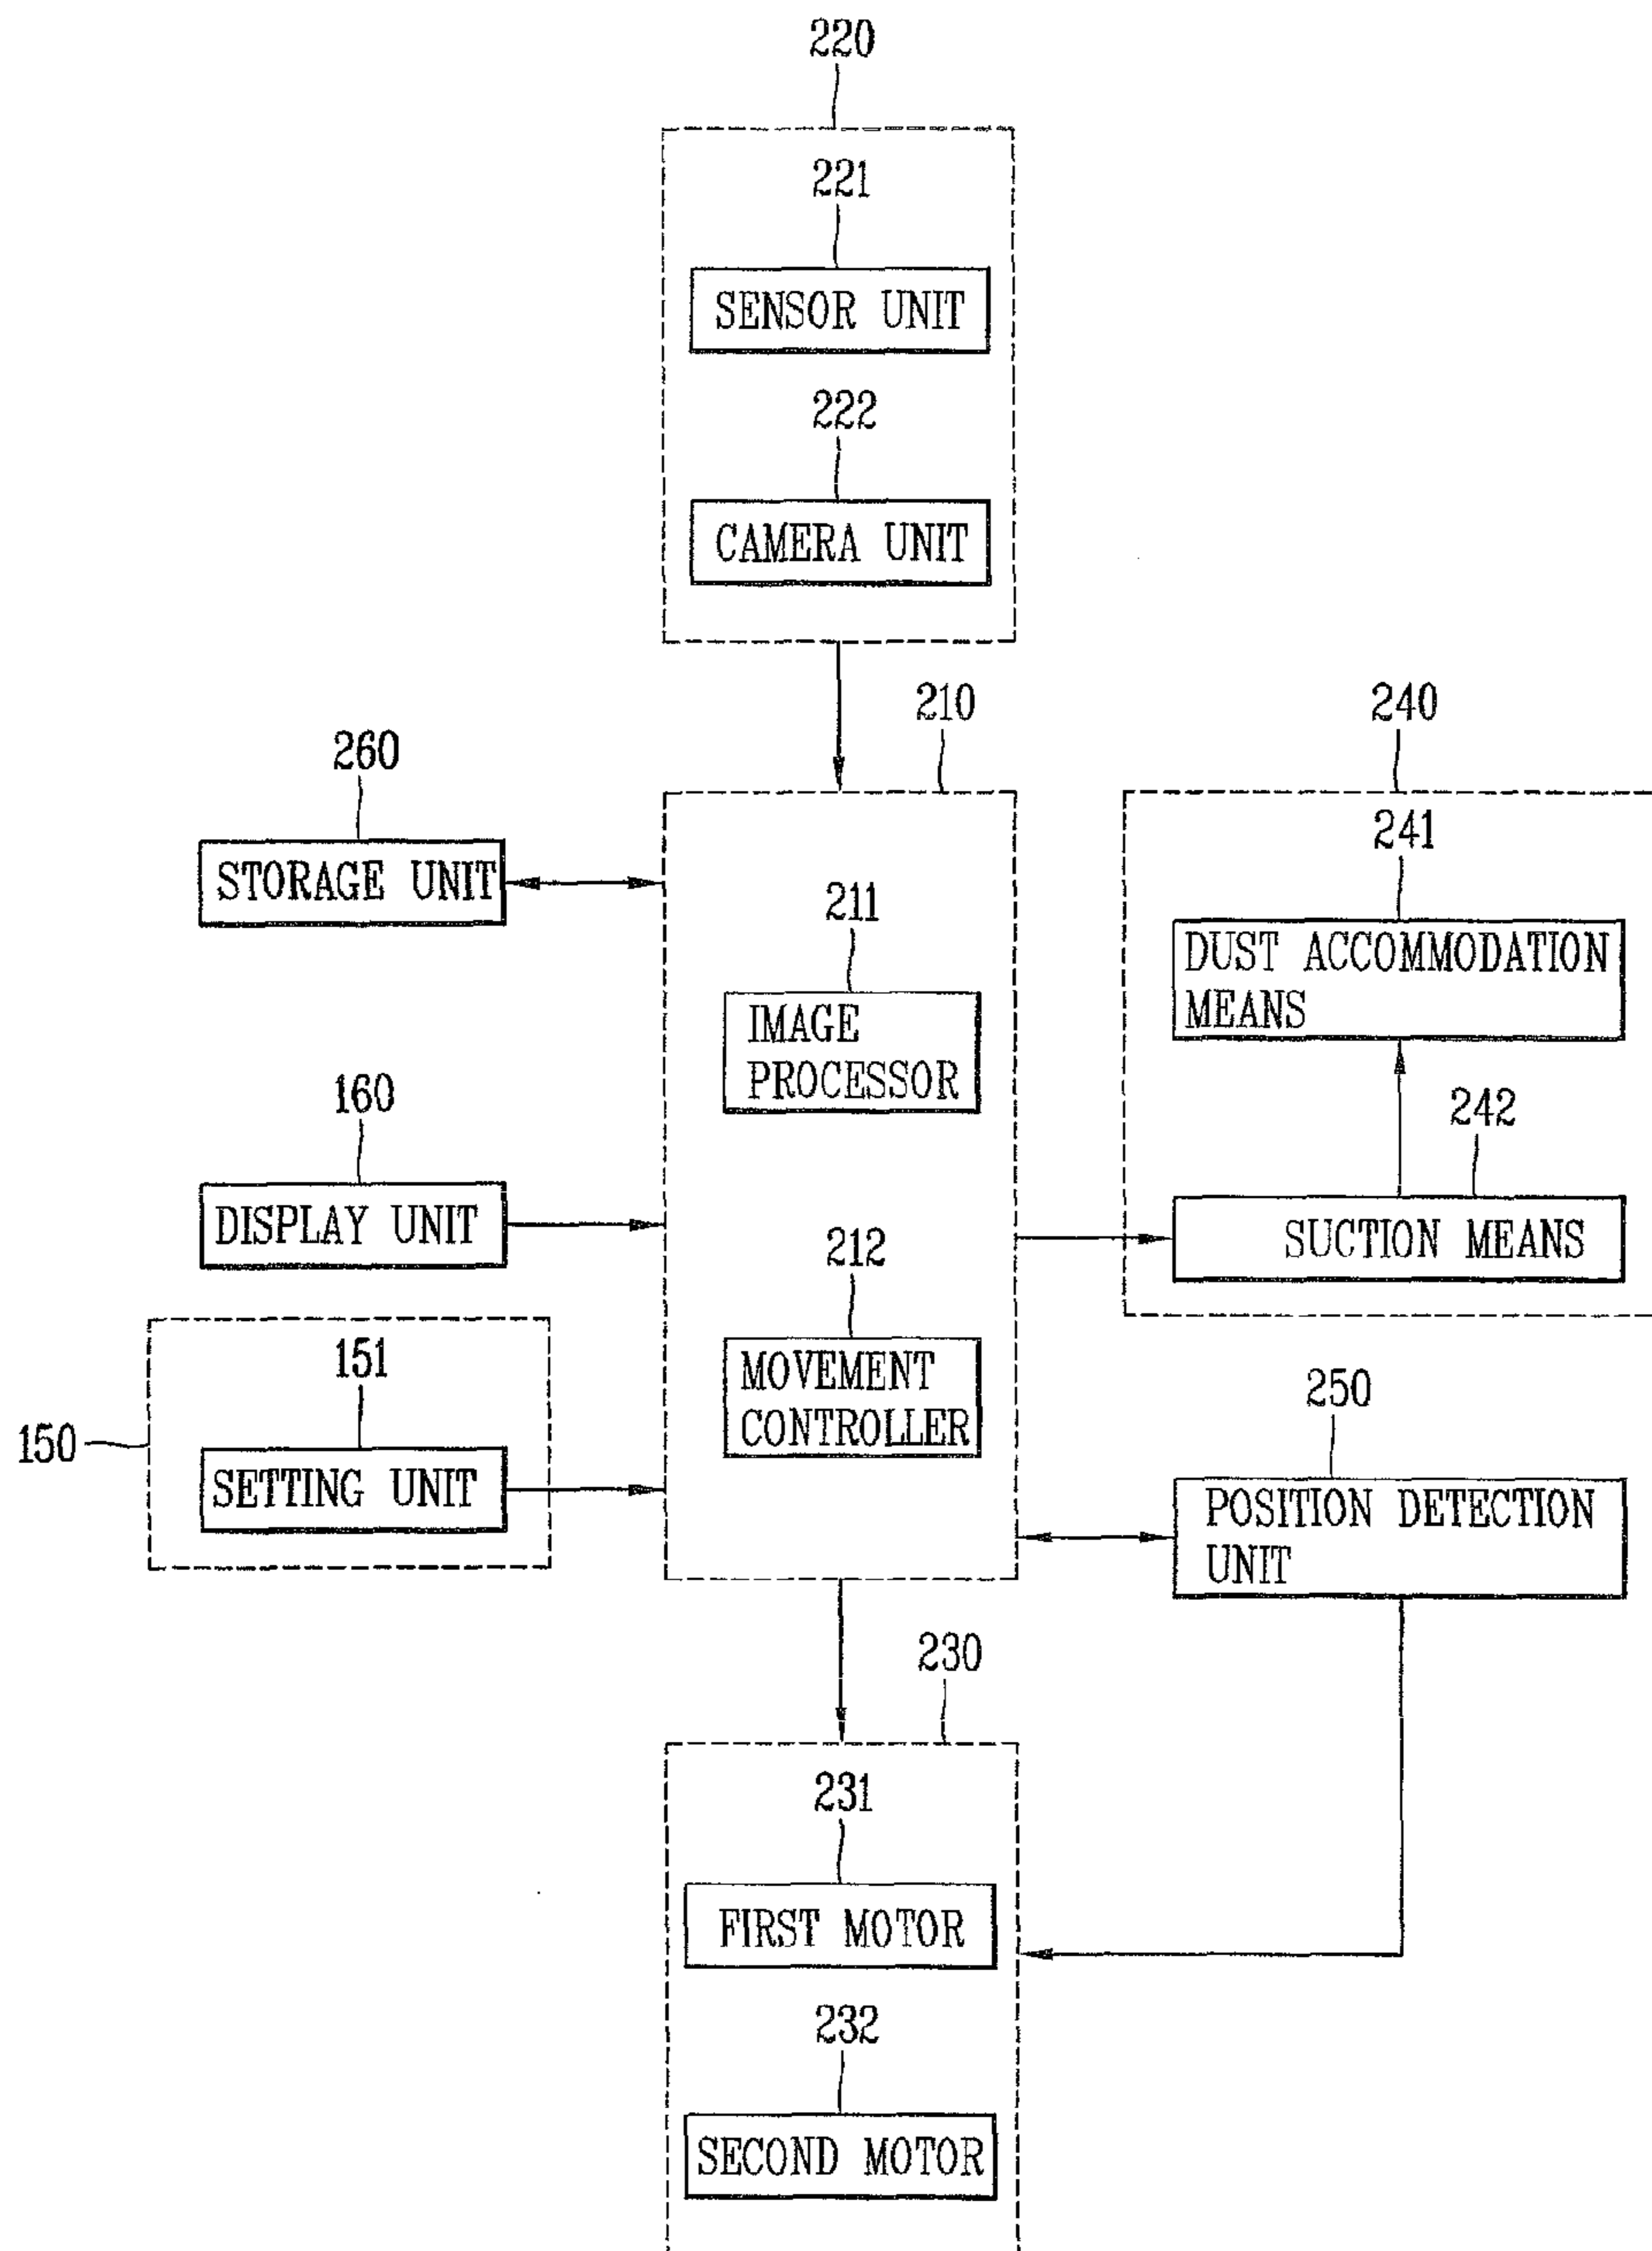 220
221
SENSOR UNIT
222
CAMERA UNIT
210
240
260
STORAGE UNIT
241
DUST ACCOMMODATION
MEANS
211
IMAGE
PROCESSOR
160
DISPLAY UNIT
242
SUCTION MEANS
212
MOVEMENT
CONTROLLER
150
151
SETTING UNIT
250
POSITION DETECTION
UNIT
230
231
FIRST MOTOR
232
SECOND MOTOR